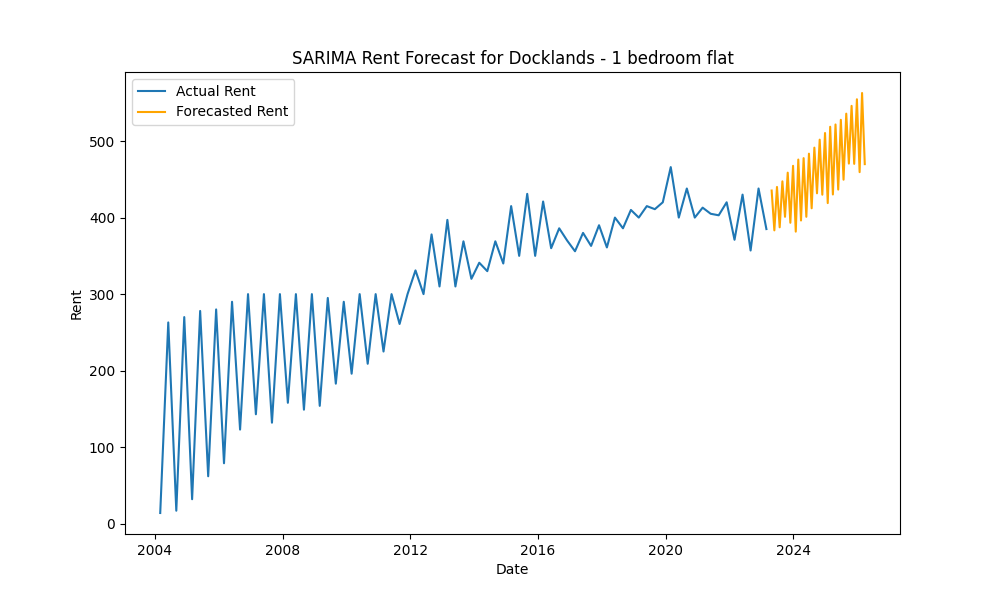 SARIMA Rent Forecast for Docklands - 1 bedroom flat
Actual Rent
Forecasted Rent
Rent
500
400
300
200
100
0
2004
2008
2012
2016
2020
2024
Date